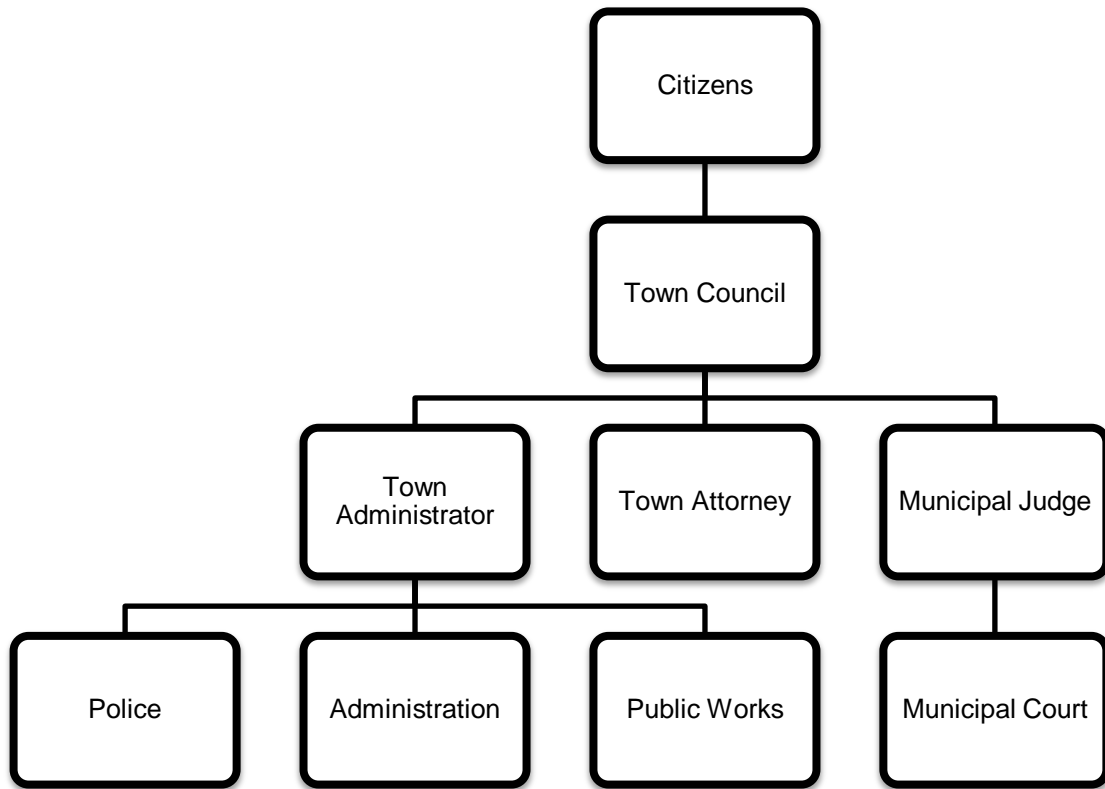 Citizens
Town Council
Town
Administrator
Town Attorney
Municipal Judge
Police
Administration
Public Works
Municipal Court